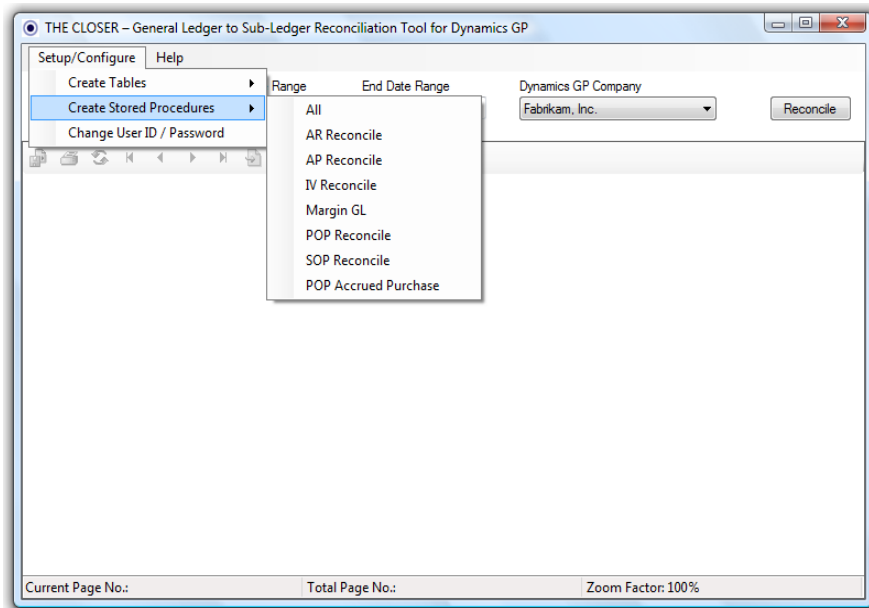 THE CLOSER – General Ledger to Sub-Ledger Reconciliation Tool for Dynamics GP
Setup/Configure Help
Create Tables
Create Stored Procedures
Change User ID / Password
Range End Date Range Dynamics GP Company
Fabrikam, Inc. Reconcile
All
AR Reconcile
AP Reconcile
IV Reconcile
Margin GL
POP Reconcile
SOP Reconcile
POP Accrued Purchase
Current Page No.: Total Page No.: Zoom Factor: 100%